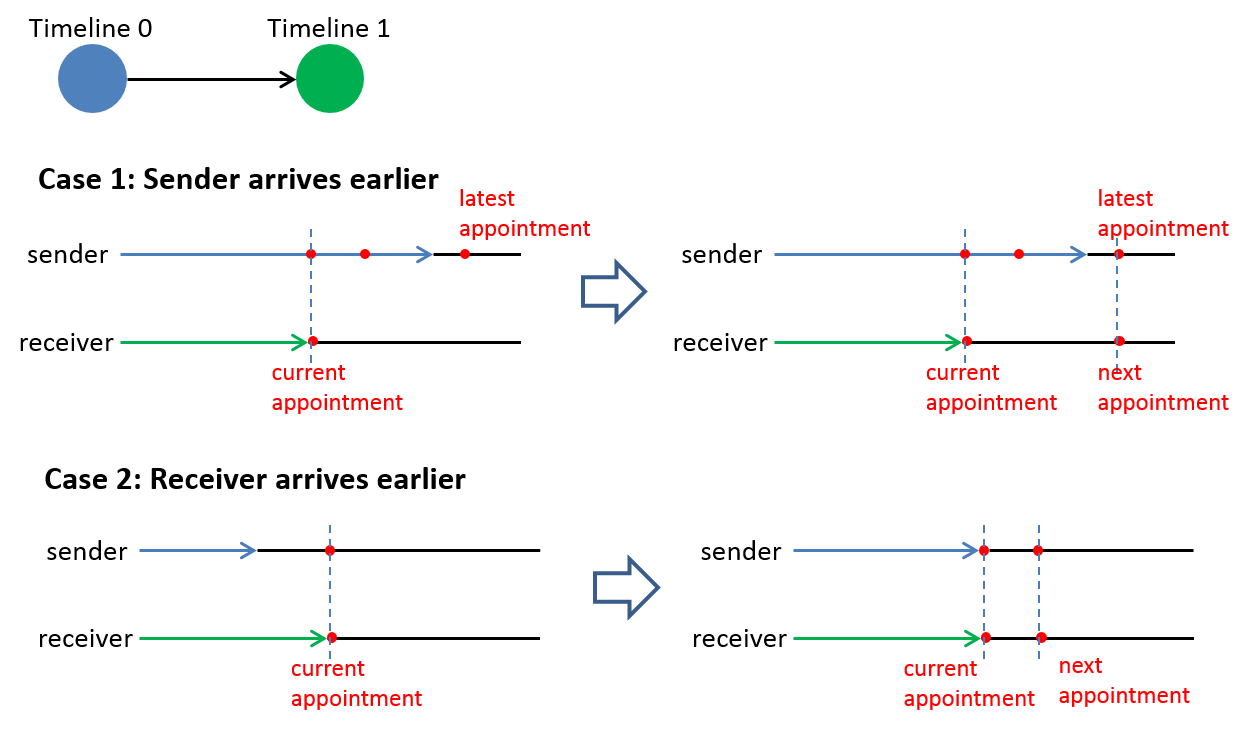 Timeline 0
Timeline 1
Case 1: Sender arrives earlier
latest
appointment
sender
receiver
current
appointment
latest
appointment
sender
receiver
current
appointment
next
appointment
Case 2: Receiver arrives earlier
sender
receiver
current
appointment
sender
receiver
current
appointment
next
appointment